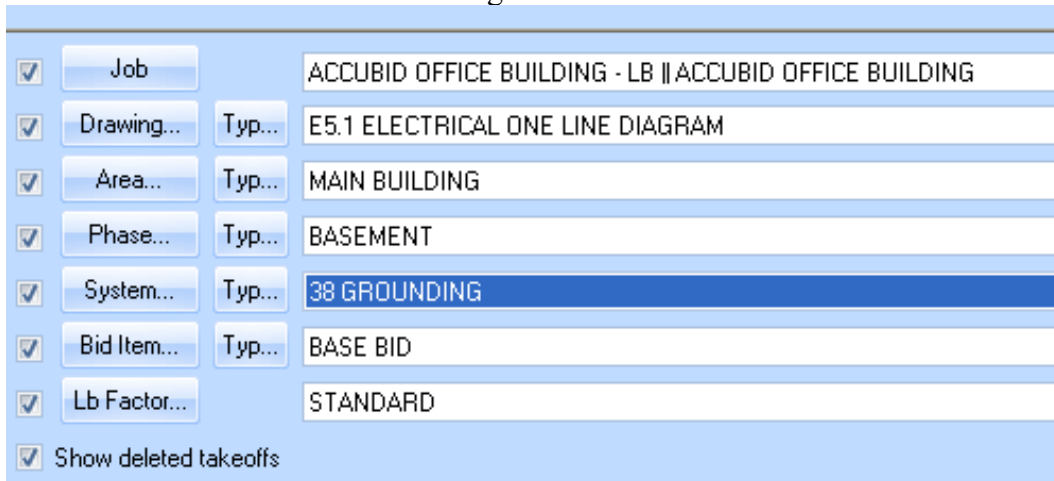 Job ACCUBID OFFICE BUILDING - LB || ACCUBID OFFICE BUILDING
Drawing... Typ... E5.1 ELECTRICAL ONE LINE DIAGRAM
Area... Typ... MAIN BUILDING
Phase... Typ... BASEMENT
System... Typ... 38 GROUNDING
Bid Item... Typ... BASE BID
Lb Factor... STANDARD
Show deleted takeoffs